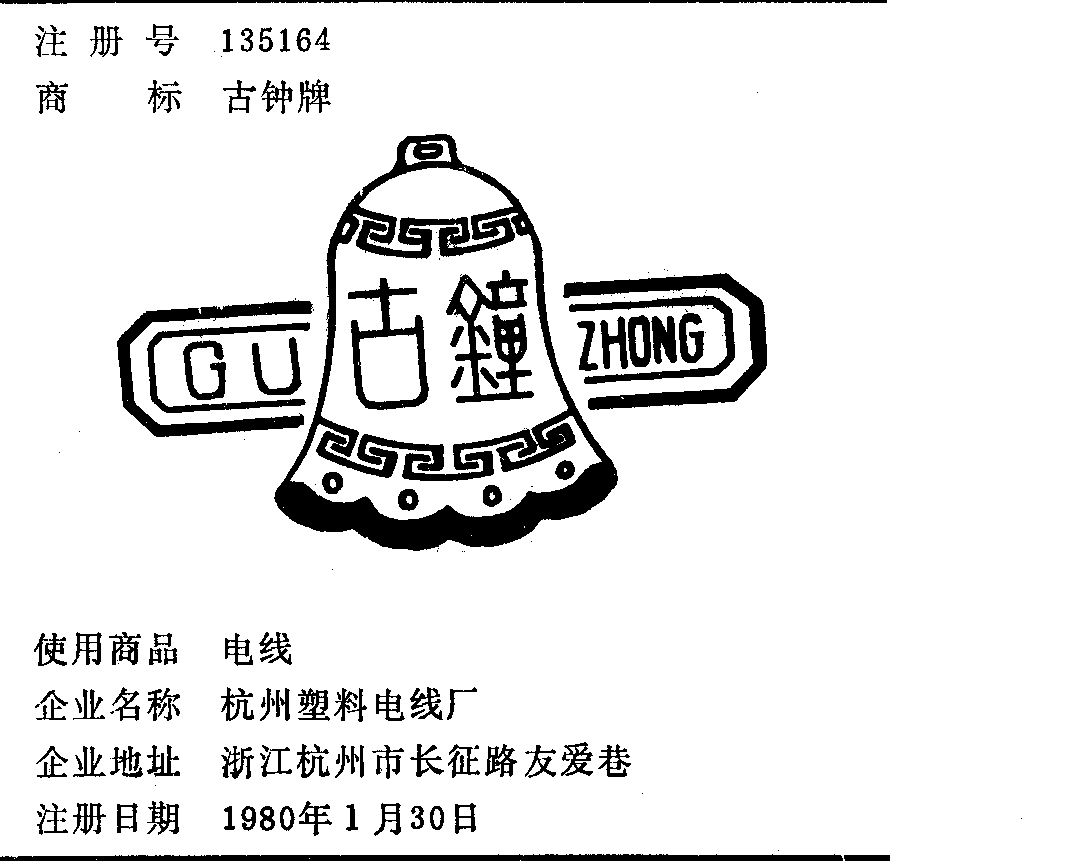 注册号 135164
商标 古钟牌
GU 古鐘 ZHONG
使用商品 电线
企业名称 杭州塑料电线厂
企业地址 浙江杭州市长征路友爱巷
注册日期 1980年1月30日